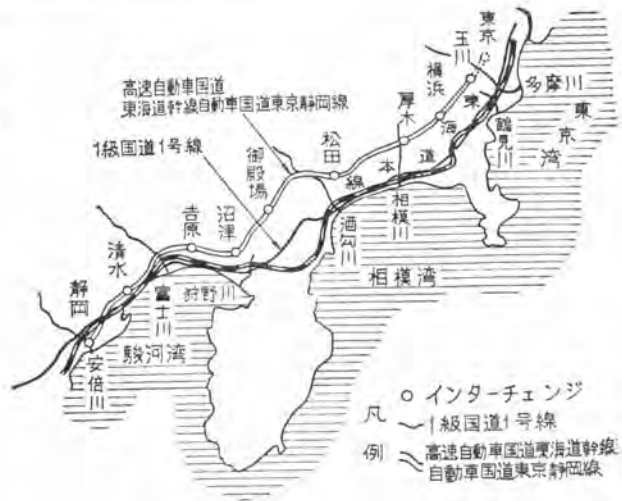 高速自動車国道
東海道幹線自動車国道東京静岡線
1級国道1号線
東京
玉川
横浜
厚木
松田
御殿場
沼津
吉原
清水
静岡
東海道本線
多摩川
鶴見川
東京湾
相模川
酒匂川
相模湾
狩野川
富士川
駿河湾
安倍川
凡例
インターチェンジ
1級国道1号線
高速自動車国道東海道幹線
自動車国道東京静岡線